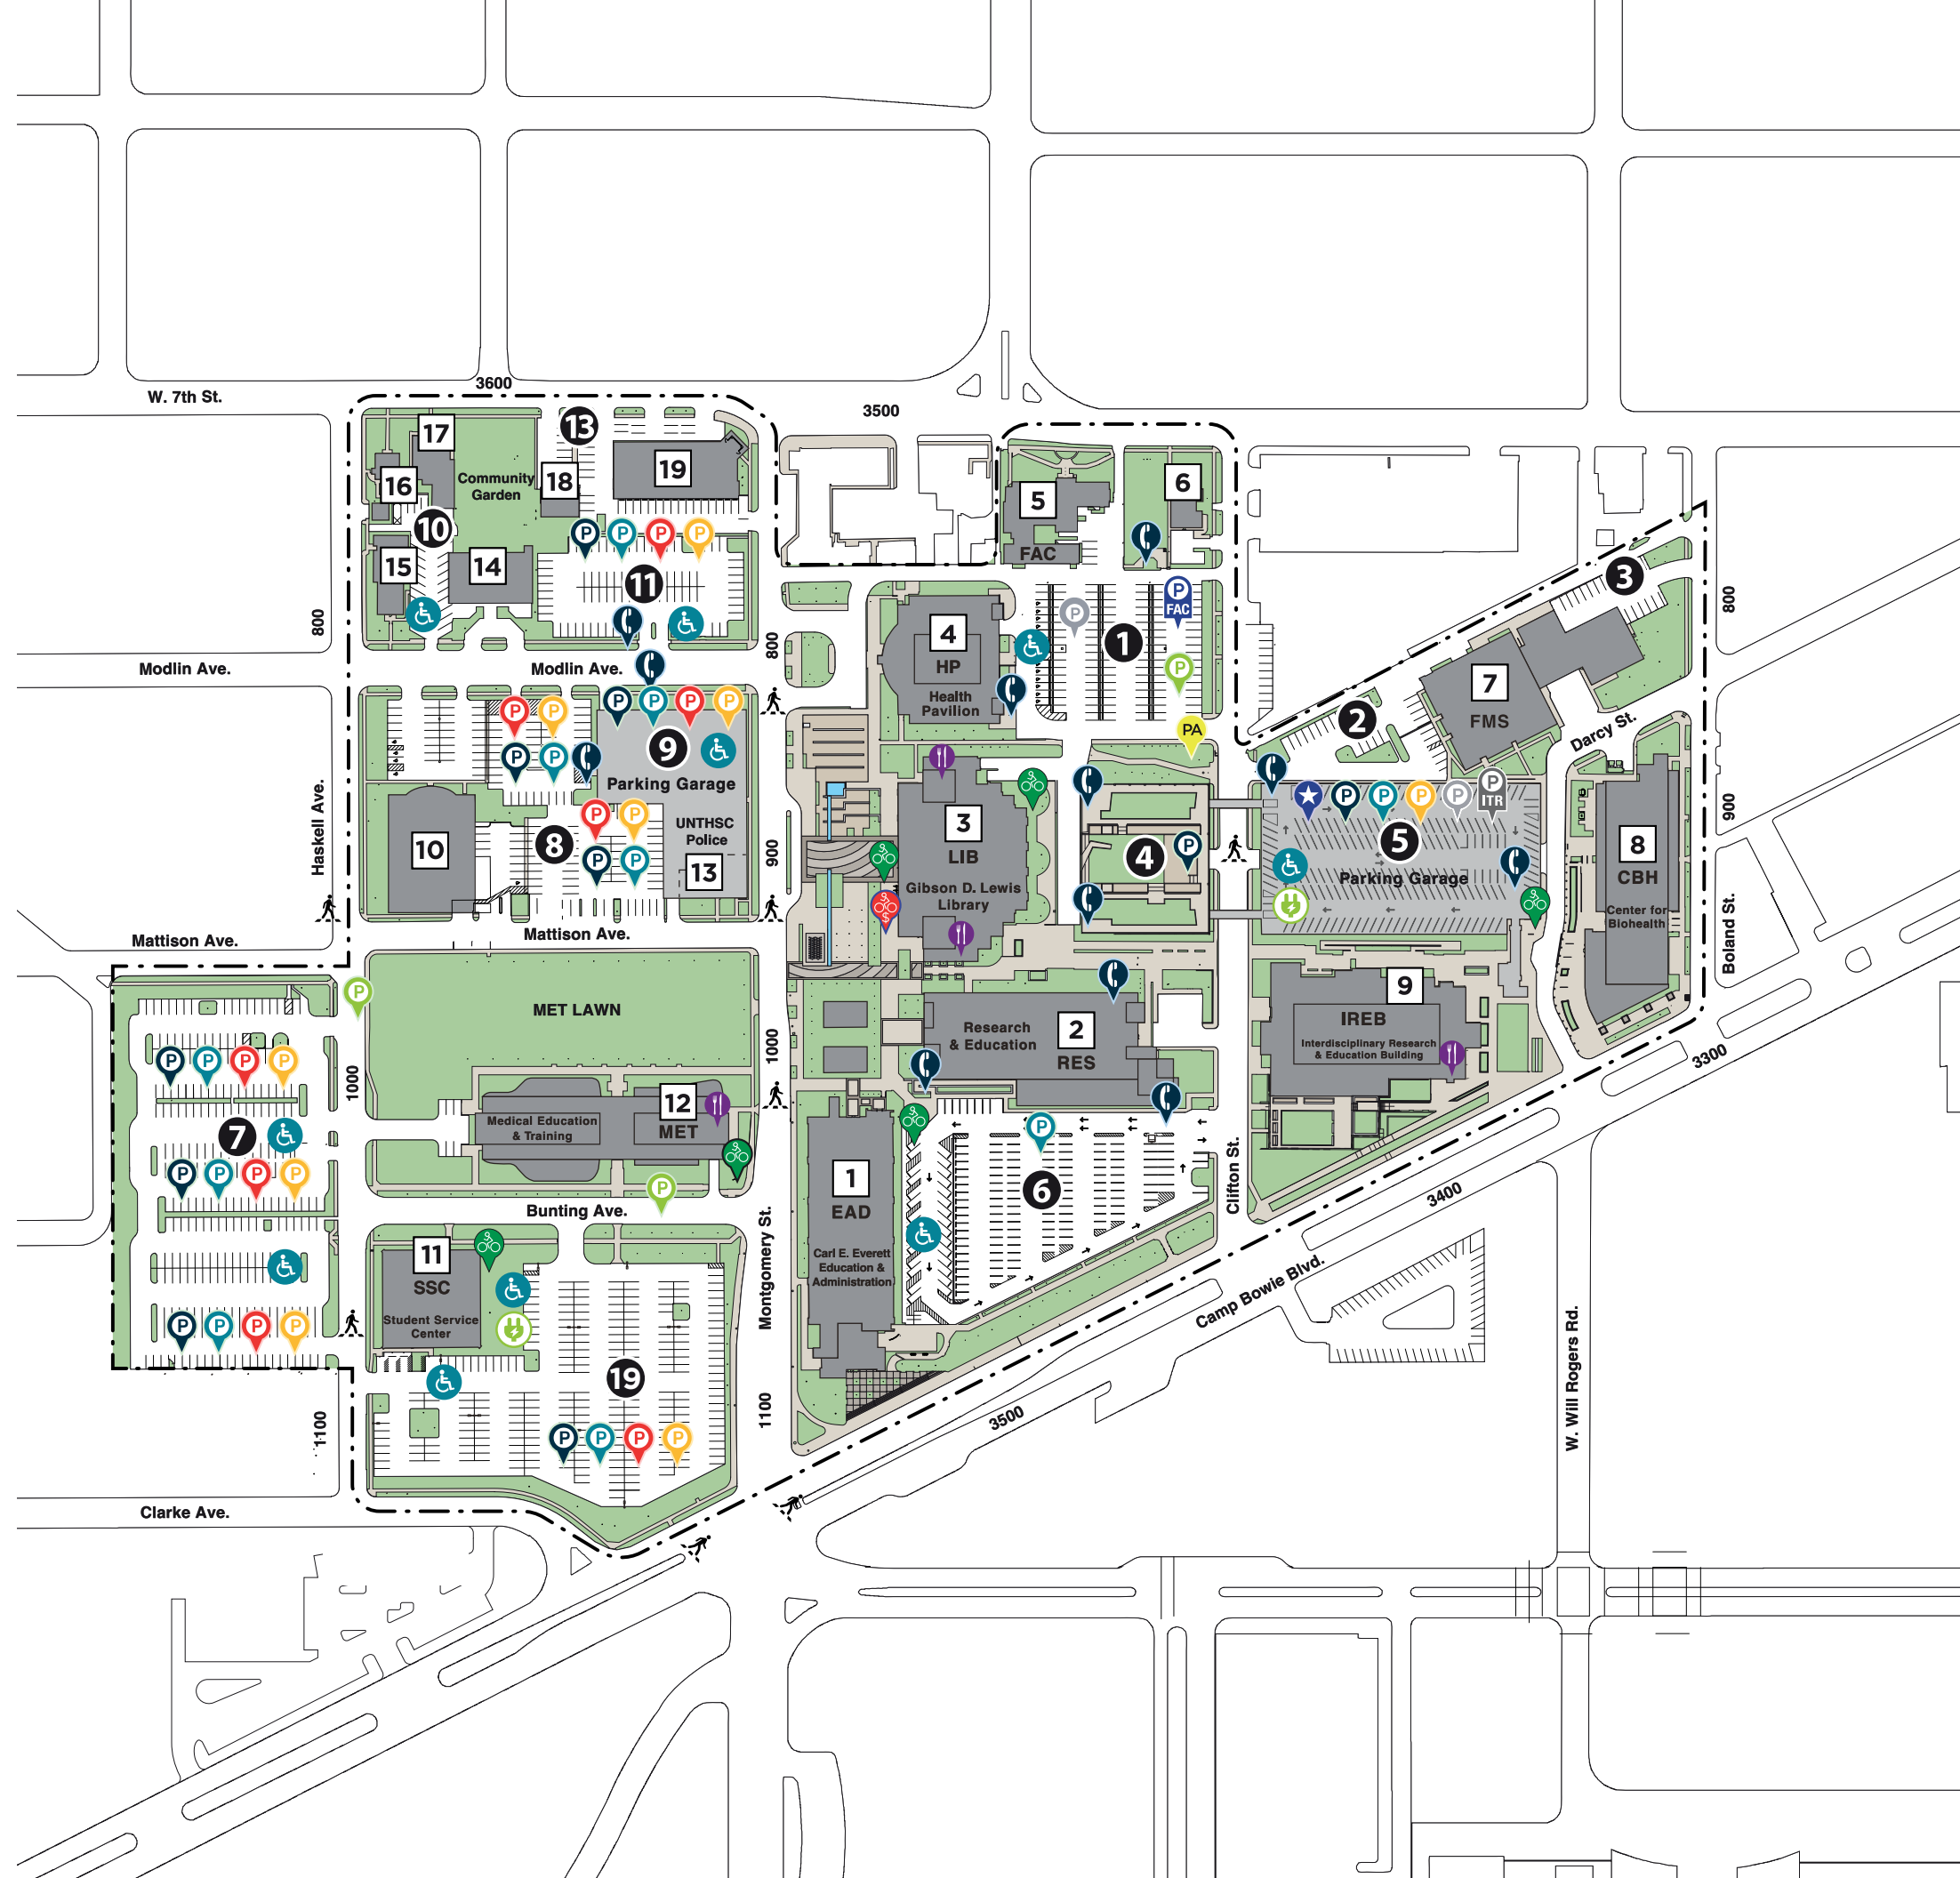 3600
W. 7th St.
3500
13
17
19
Community
Garden
18
16
5
6
10
P
P
P
P
FAC
15
14
3
11
P
FAC
800
P
800
4
1
HP
800
Modlin Ave.
Modlin Ave.
P
7
Health
Pavilion
FMS
P
P
P
P
P
P
2
PA
Darcy St.
9
P
P
Parking Garage
P
ITR
P
P
P
P
900
Haskell Ave.
P
P
UNTHSC
Police
3
LIB
5
8
CBH
10
8
900
4
P
P
P
13
Parking Garage
Gibson D. Lewis
Library
Center for
Biohealth
$
Boland St.
Mattison Ave.
Mattison Ave.
P
MET LAWN
9
IREB
Interdisciplinary Research
& Education Building
Research
& Education
2
RES
1000
3300
P
P
P
P
1000
12
MET
Medical Education
& Training
7
P
P
P
P
P
1
EAD
6
P
Clifton St.
3400
Bunting Ave.
11
SSC
Carl E. Everett
Education &
Administration
Montgomery St.
Camp Bowie Blvd.
Student Service
Center
P
P
P
P
19
W. Will Rogers Rd.
1100
1100
3500
P
P
P
P
Clarke Ave.